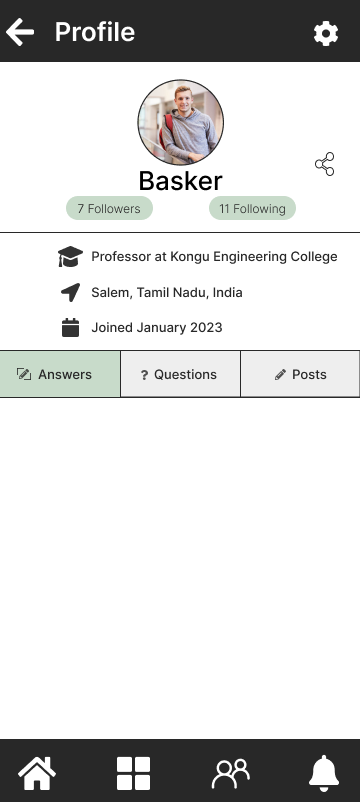 Profile
Basker
7 Followers
11 Following
Professor at Kongu Engineering College
Salem, Tamil Nadu, India
Joined January 2023
Answers
? Questions
Posts